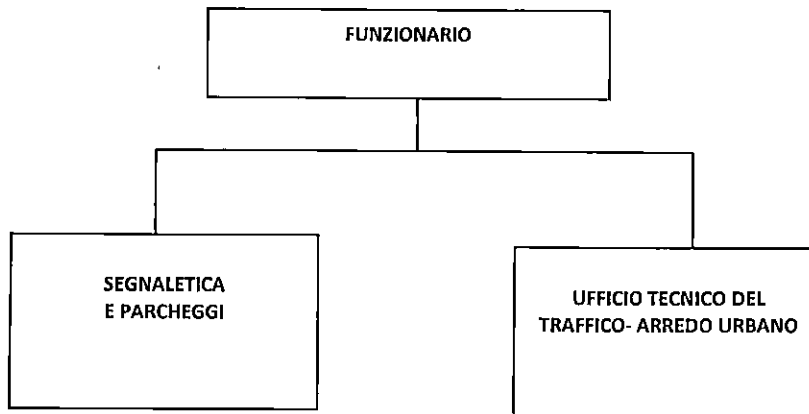 FUNZIONARIO
SEGNALETICA
E PARCHEGGI
UFFICIO TECNICO DEL
TRAFFICO- ARREDO URBANO